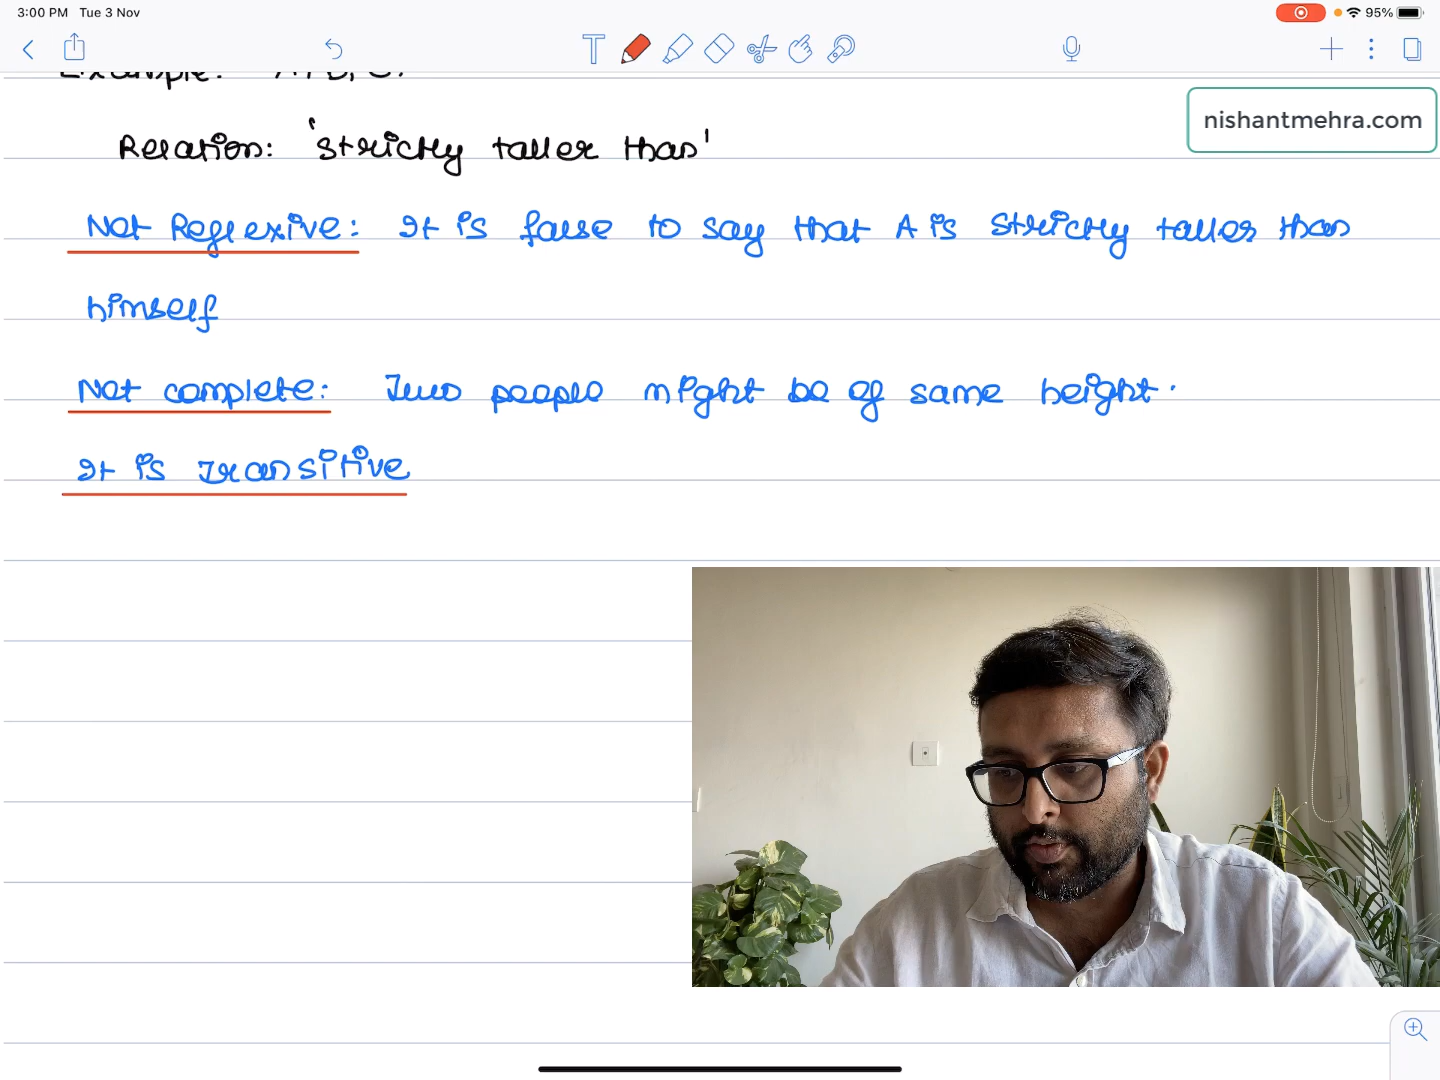 3:00 PM Tue 3 Nov
95%
T
Example: A, B, C.
nishantmehra.com
Relation: 'strictly taller than'
Not Reflexive: It is false to say that A is strictly taller than
himself
Not complete: Two people might be of same height.
It is transitive